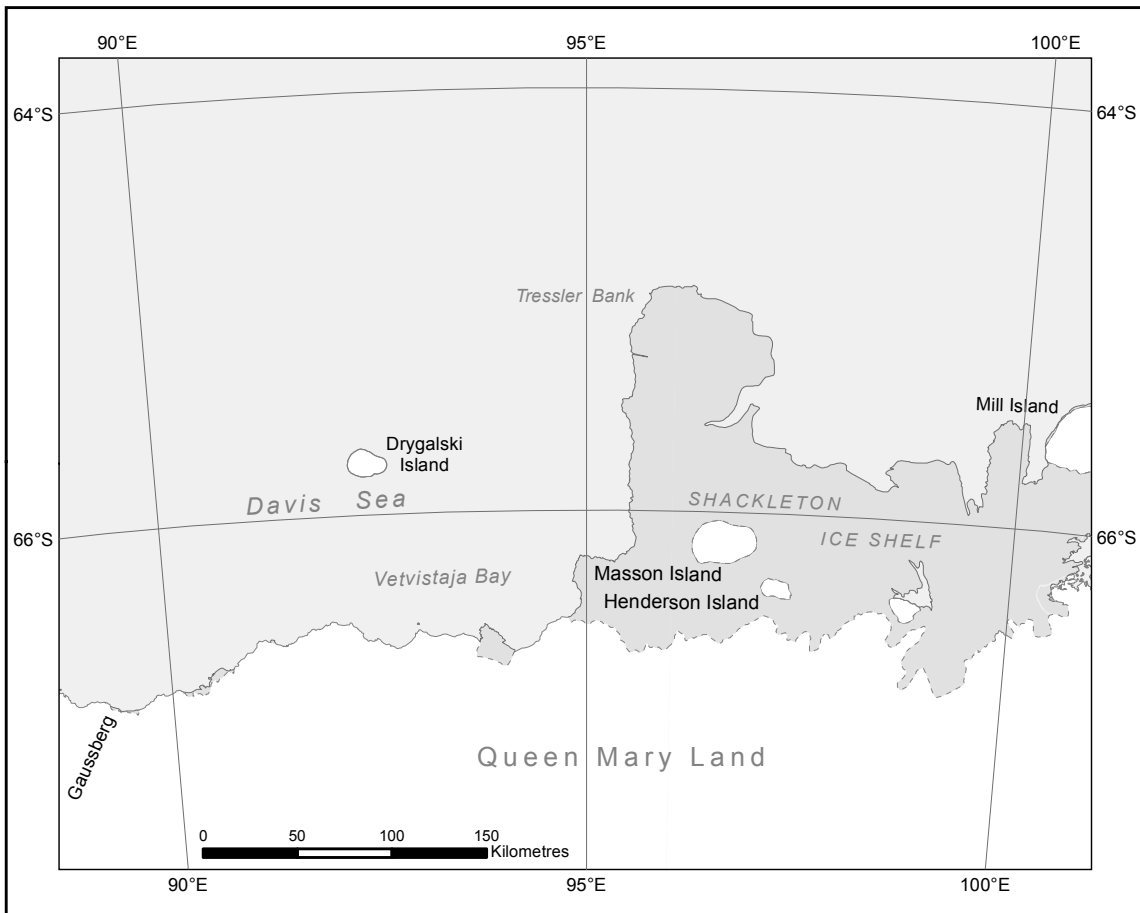 90°E
95°E
100°E
64°S
64°S
Tressler Bank
Mill Island
Drygalski
Island
Davis Sea
SHACKLETON
66°S
ICE SHELF
66°S
Vetvistaja Bay
Masson Island
Henderson Island
Gaussberg
Queen Mary Land
0 50 100 150
Kilometres
90°E
95°E
100°E